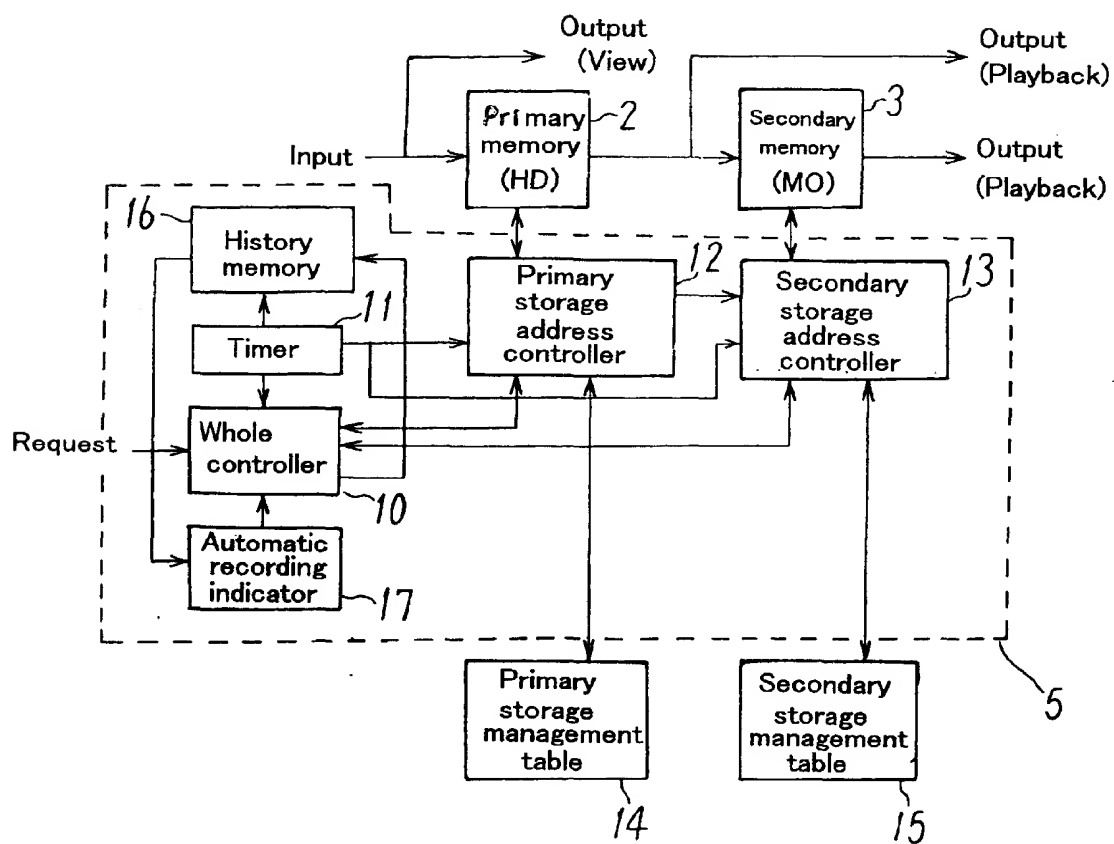 Output
(View)
Output
(Playback)
2
3
Primary
memory
(HD)
Secondary
memory
(MO)
Input
Output
(Playback)
16
History
memory
12
Primary
storage
address
controller
13
Secondary
storage
address
controller
11
Timer
Request
Whole
controller
10
Automatic
recording
indicator
17
5
Primary
storage
management
table
14
Secondary
storage
management
table
15